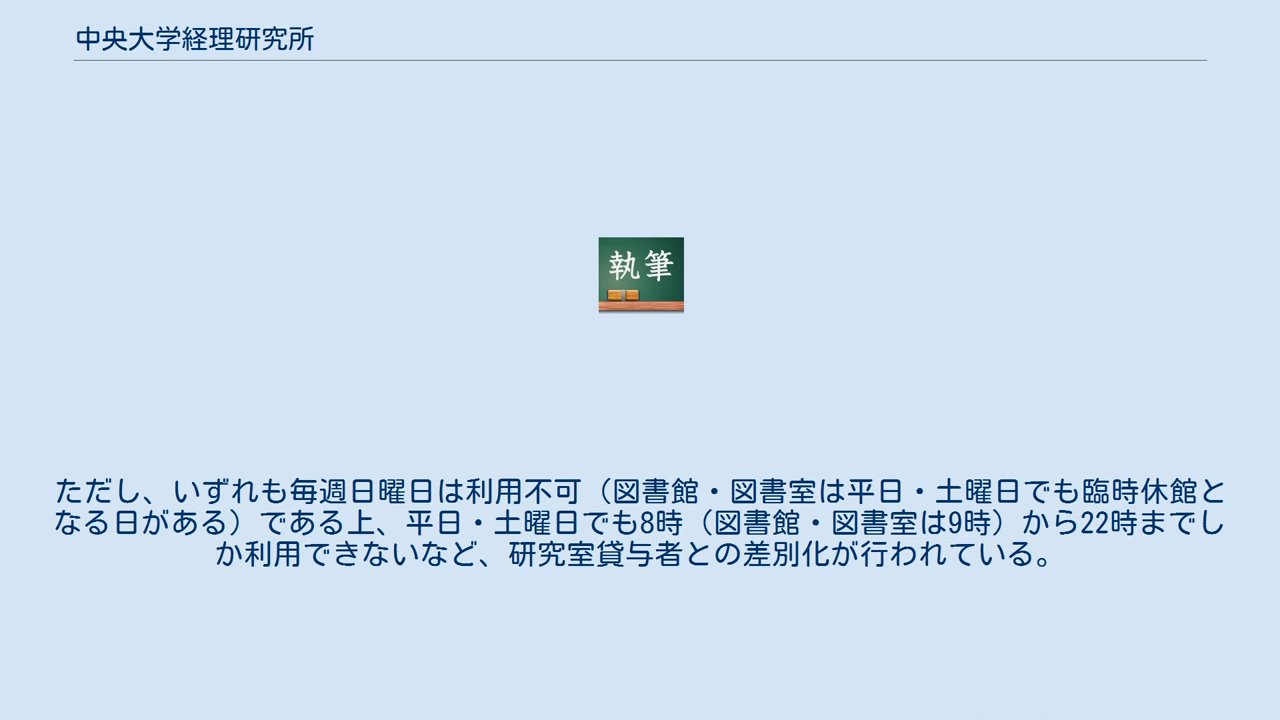 中央大学経理研究所
執筆
ただし、いずれも毎週日曜日は利用不可（図書館・図書室は平日・土曜日でも臨時休館と
なる日がある）である上、平日・土曜日でも8時（図書館・図書室は9時）から22時までし
か利用できないなど、研究室貸与者との差別化が行われている。